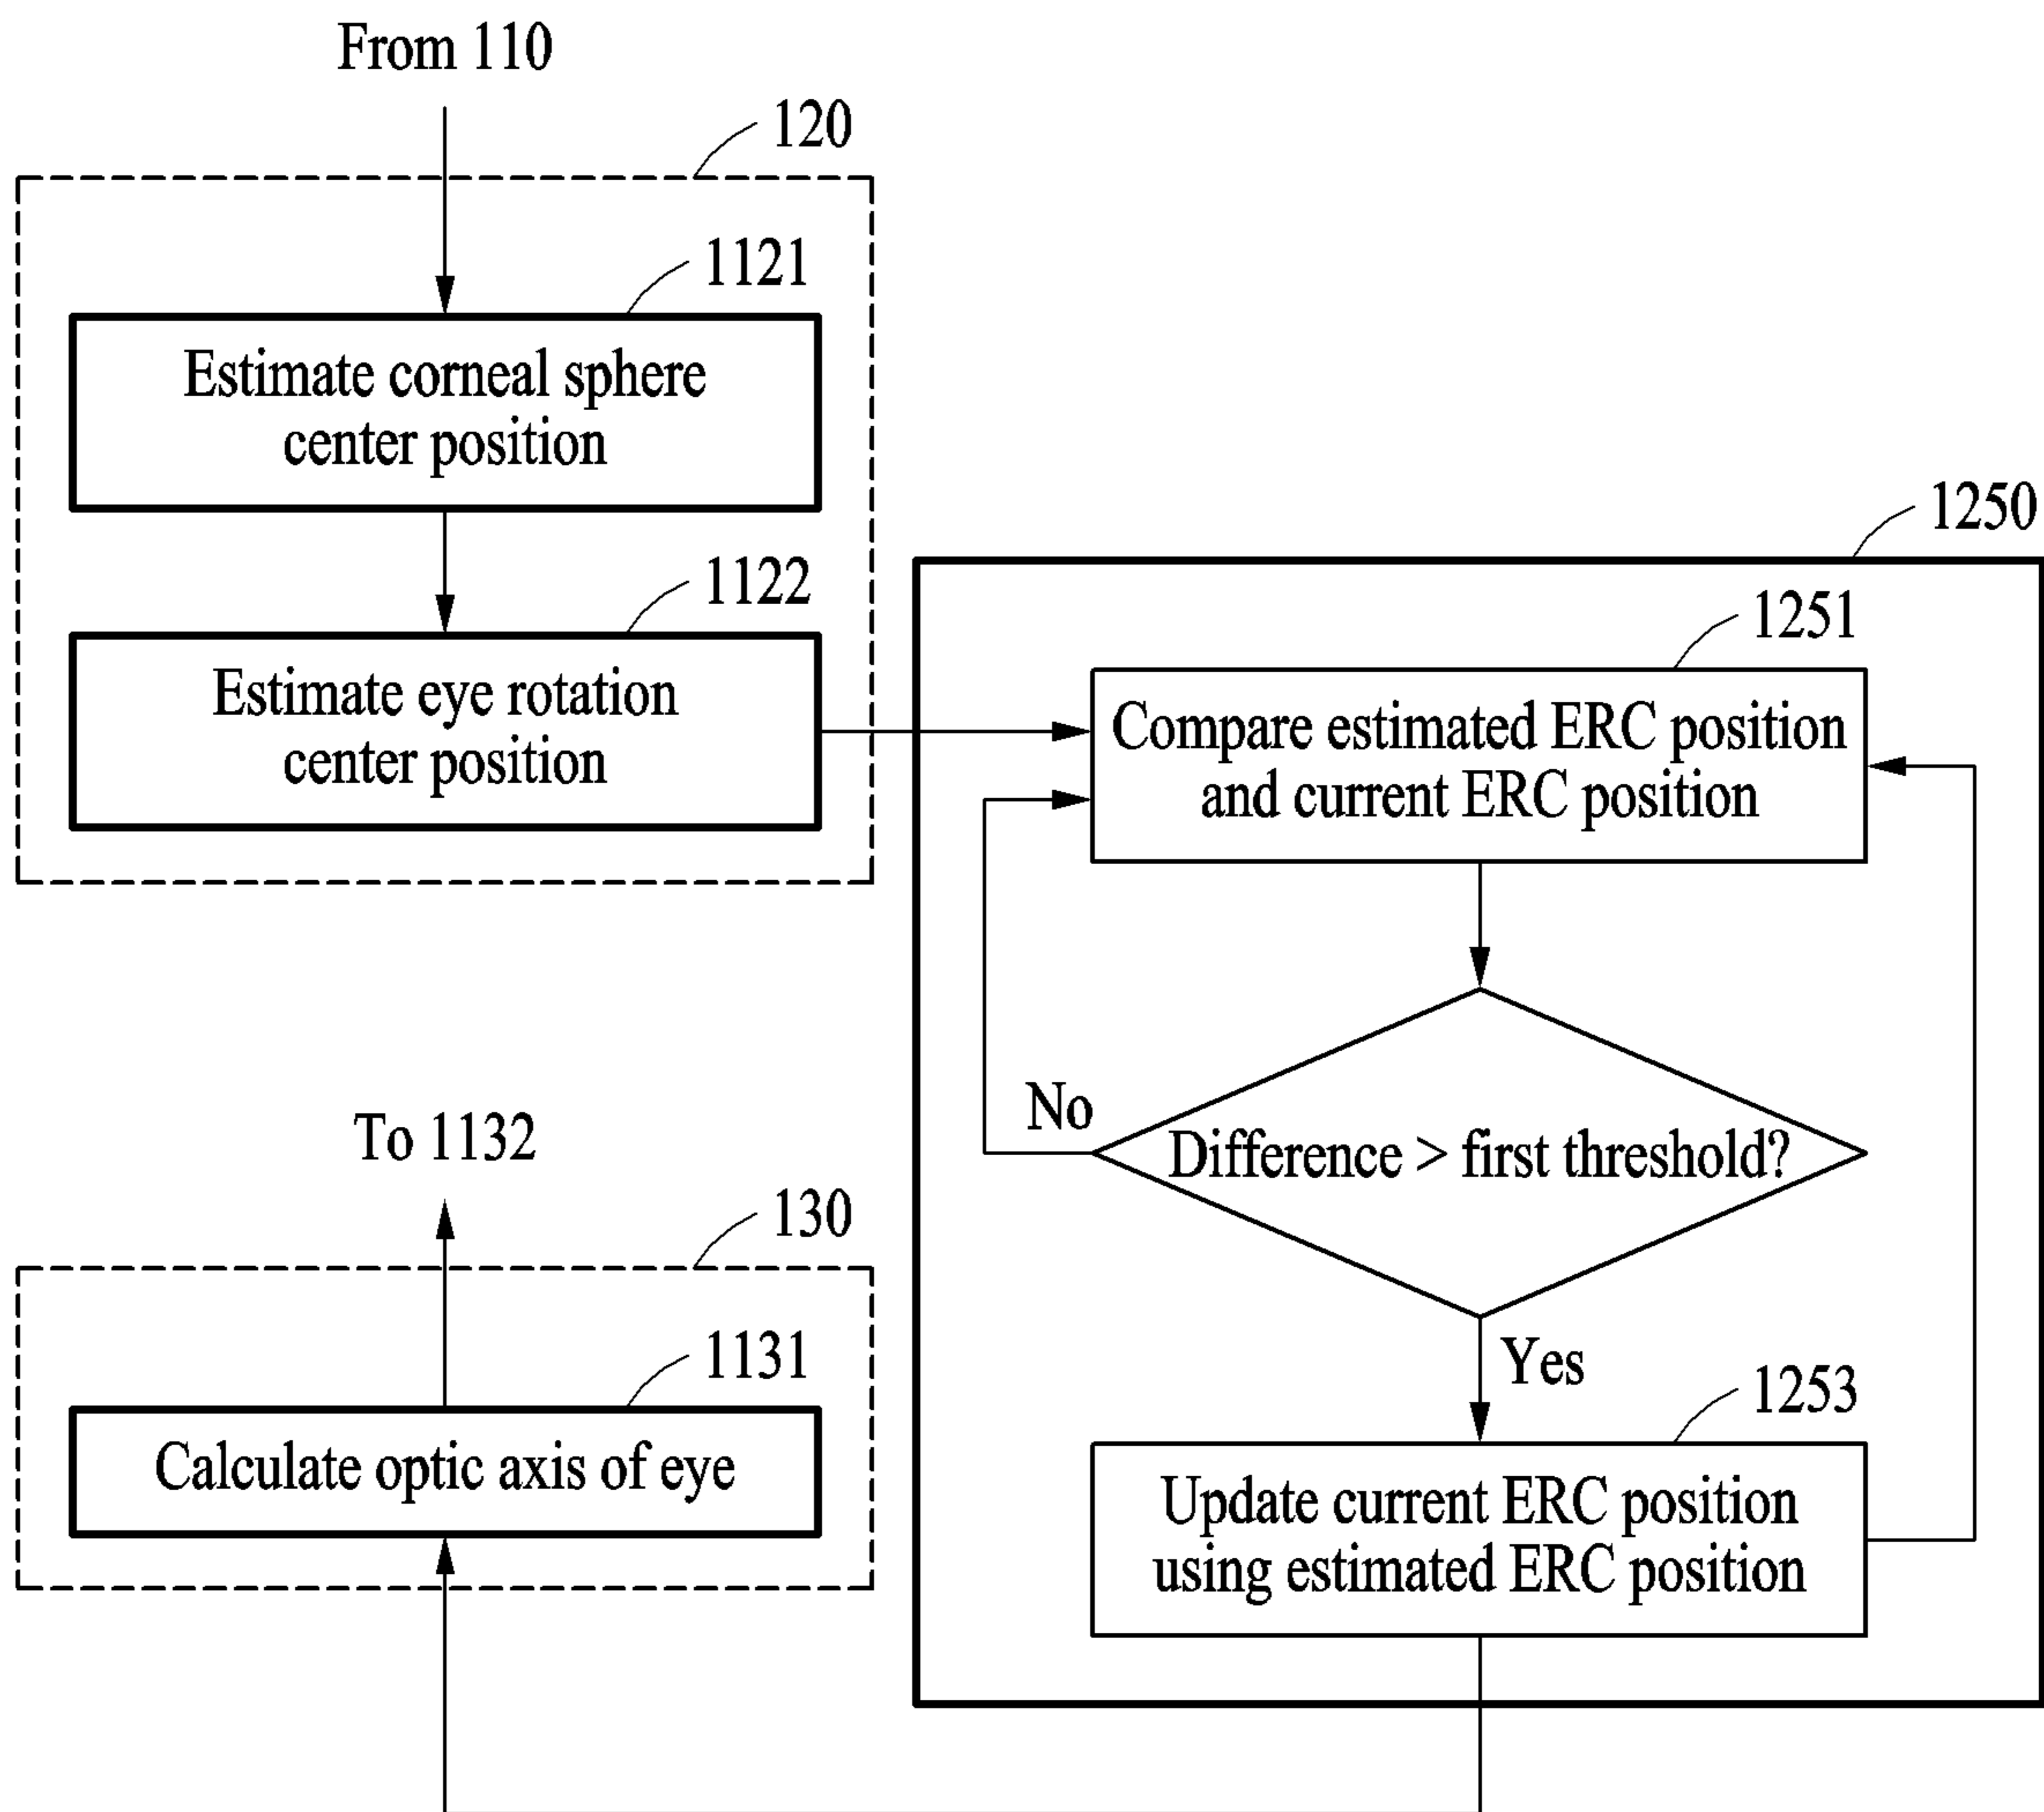 From 110
120
1121
Estimate corneal sphere
center position
1122
Estimate eye rotation
center position
1250
1251
Compare estimated ERC position
and current ERC position
No
Difference > first threshold?
Yes
1253
Update current ERC position
using estimated ERC position
To 1132
130
1131
Calculate optic axis of eye